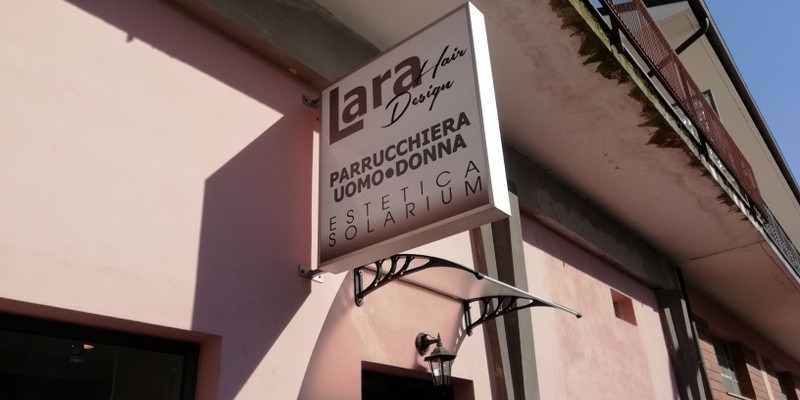 Lara Hair
Design
PARRUCCHIERA
UOMO•DONNA
ESTETICA
SOLARIUM